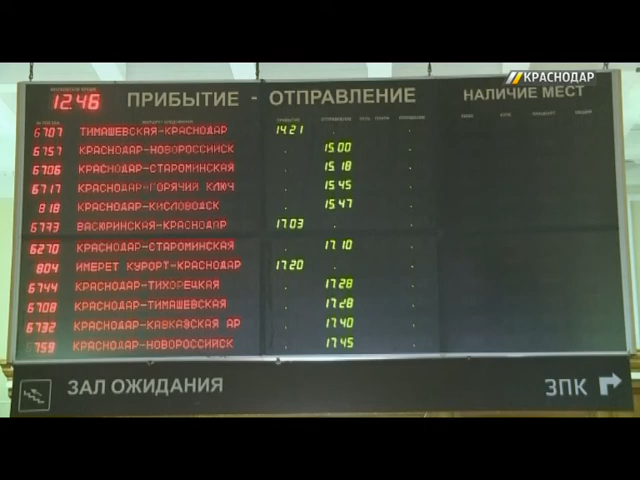 КРАСНОДАР
12:46 ПРИБЫТИЕ - ОТПРАВЛЕНИЕ НАЛИЧИЕ МЕСТ
ПРИБЫТИЕ ОТПРАВЛЕНИЕ
6707 ТИМАШЕВСКАЯ-КРАСНОДАР 14.21
6757 КРАСНОДАР-НОВОРОССИЙСК 15.00
6706 КРАСНОДАР-СТАРОМИНСКАЯ 15.18
6717 КРАСНОДАР-ГОРЯЧИЙ КЛЮЧ 15.45
818 КРАСНОДАР-КИСЛОВОДСК 15.47
6773 ВАСЮРИНСКАЯ-КРАСНОДАР 17.03
6270 КРАСНОДАР-СТАРОМИНСКАЯ 17.10
804 ИМЕРЕТ КУРОРТ-КРАСНОДАР 17.20
6744 КРАСНОДАР-ТИХОРЕЦКАЯ 17.28
6708 КРАСНОДАР-ТИМАШЕВСКАЯ 17.28
6732 КРАСНОДАР-КАВКАЗСКАЯ АР 17.40
759 КРАСНОДАР-НОВОРОССИЙСК 17.45
ЗАЛ ОЖИДАНИЯ ЗПК